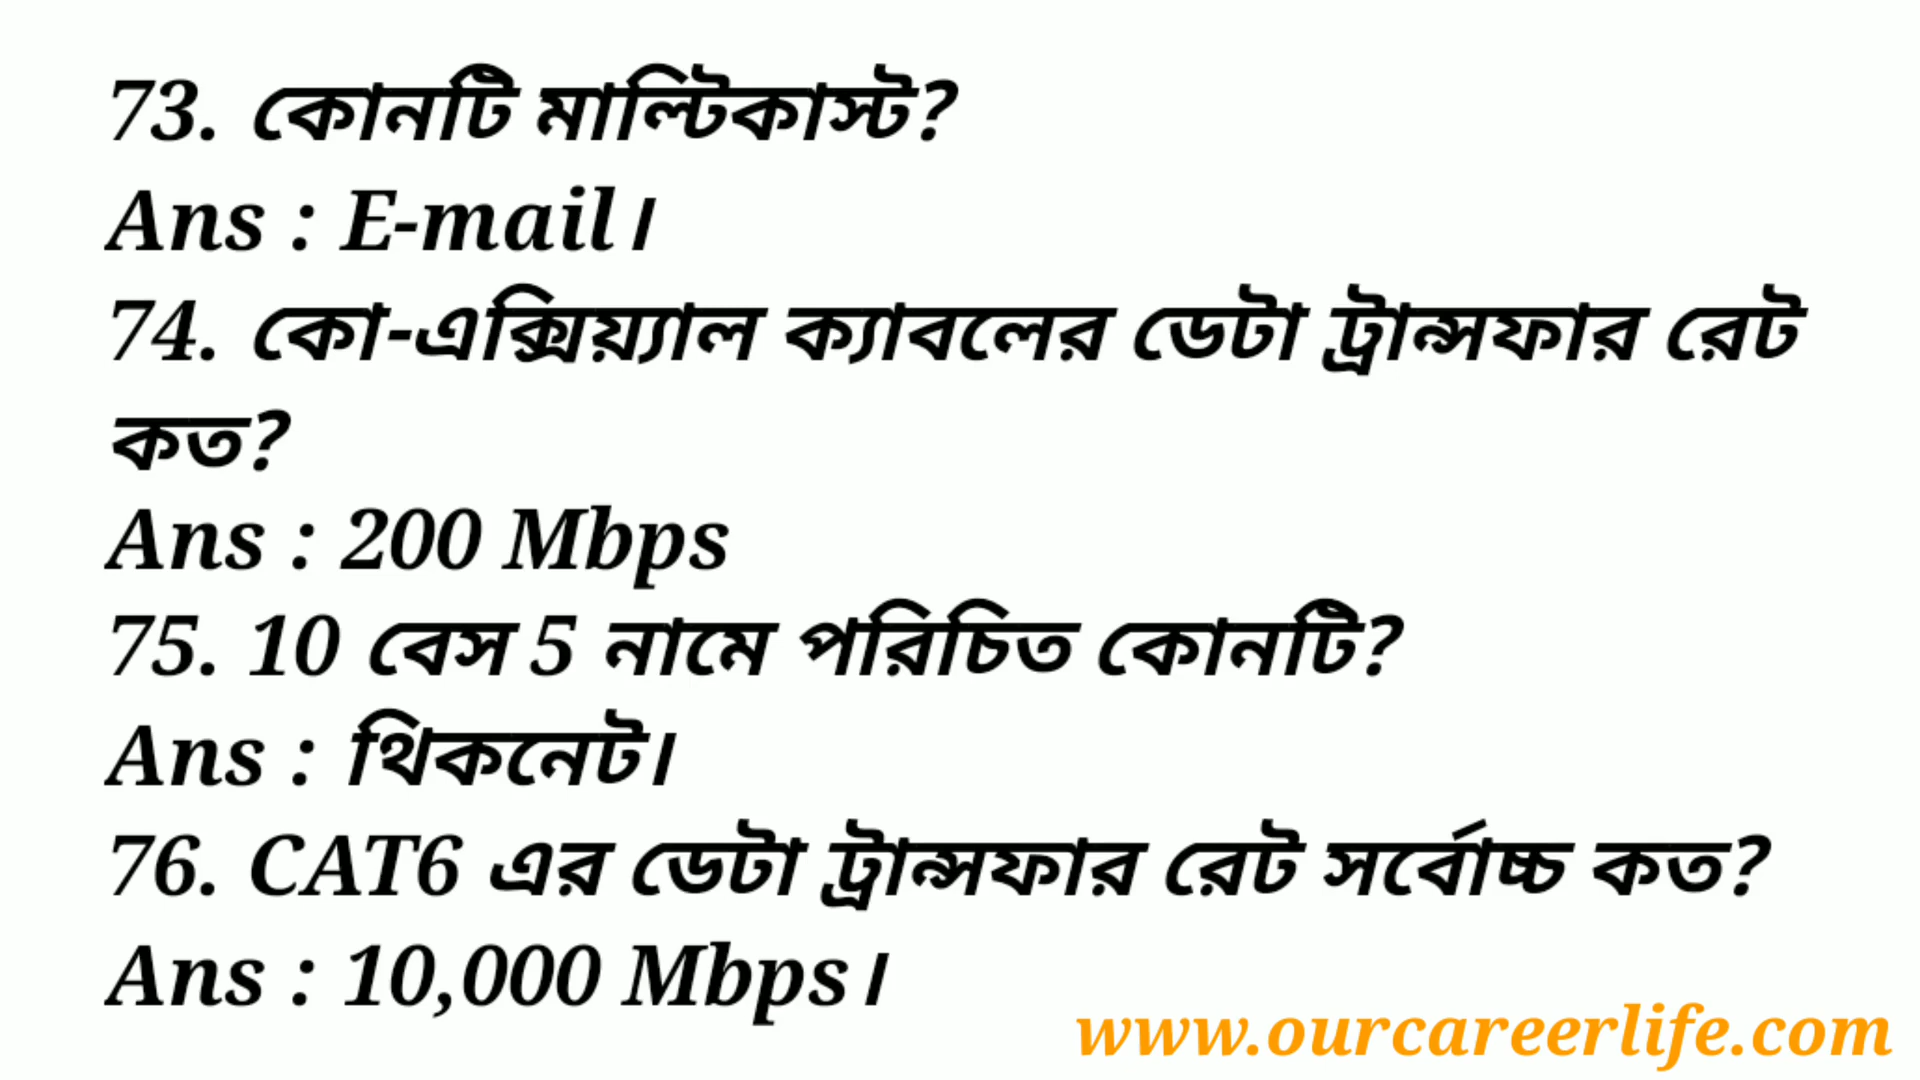 73. কোনটি মাল্টিকাস্ট?
Ans : E-mail।
74. কো-এক্সিয়্যাল ক্যাবলের ডেটা ট্রান্সফার রেট
কত?
Ans : 200 Mbps
75. 10 বেস 5 নামে পরিচিত কোনটি?
Ans : থিকনেট।
76. CAT6 এর ডেটা ট্রান্সফার রেট সর্বোচ্চ কত?
Ans : 10,000 Mbps।
www.ourcareerlife.com